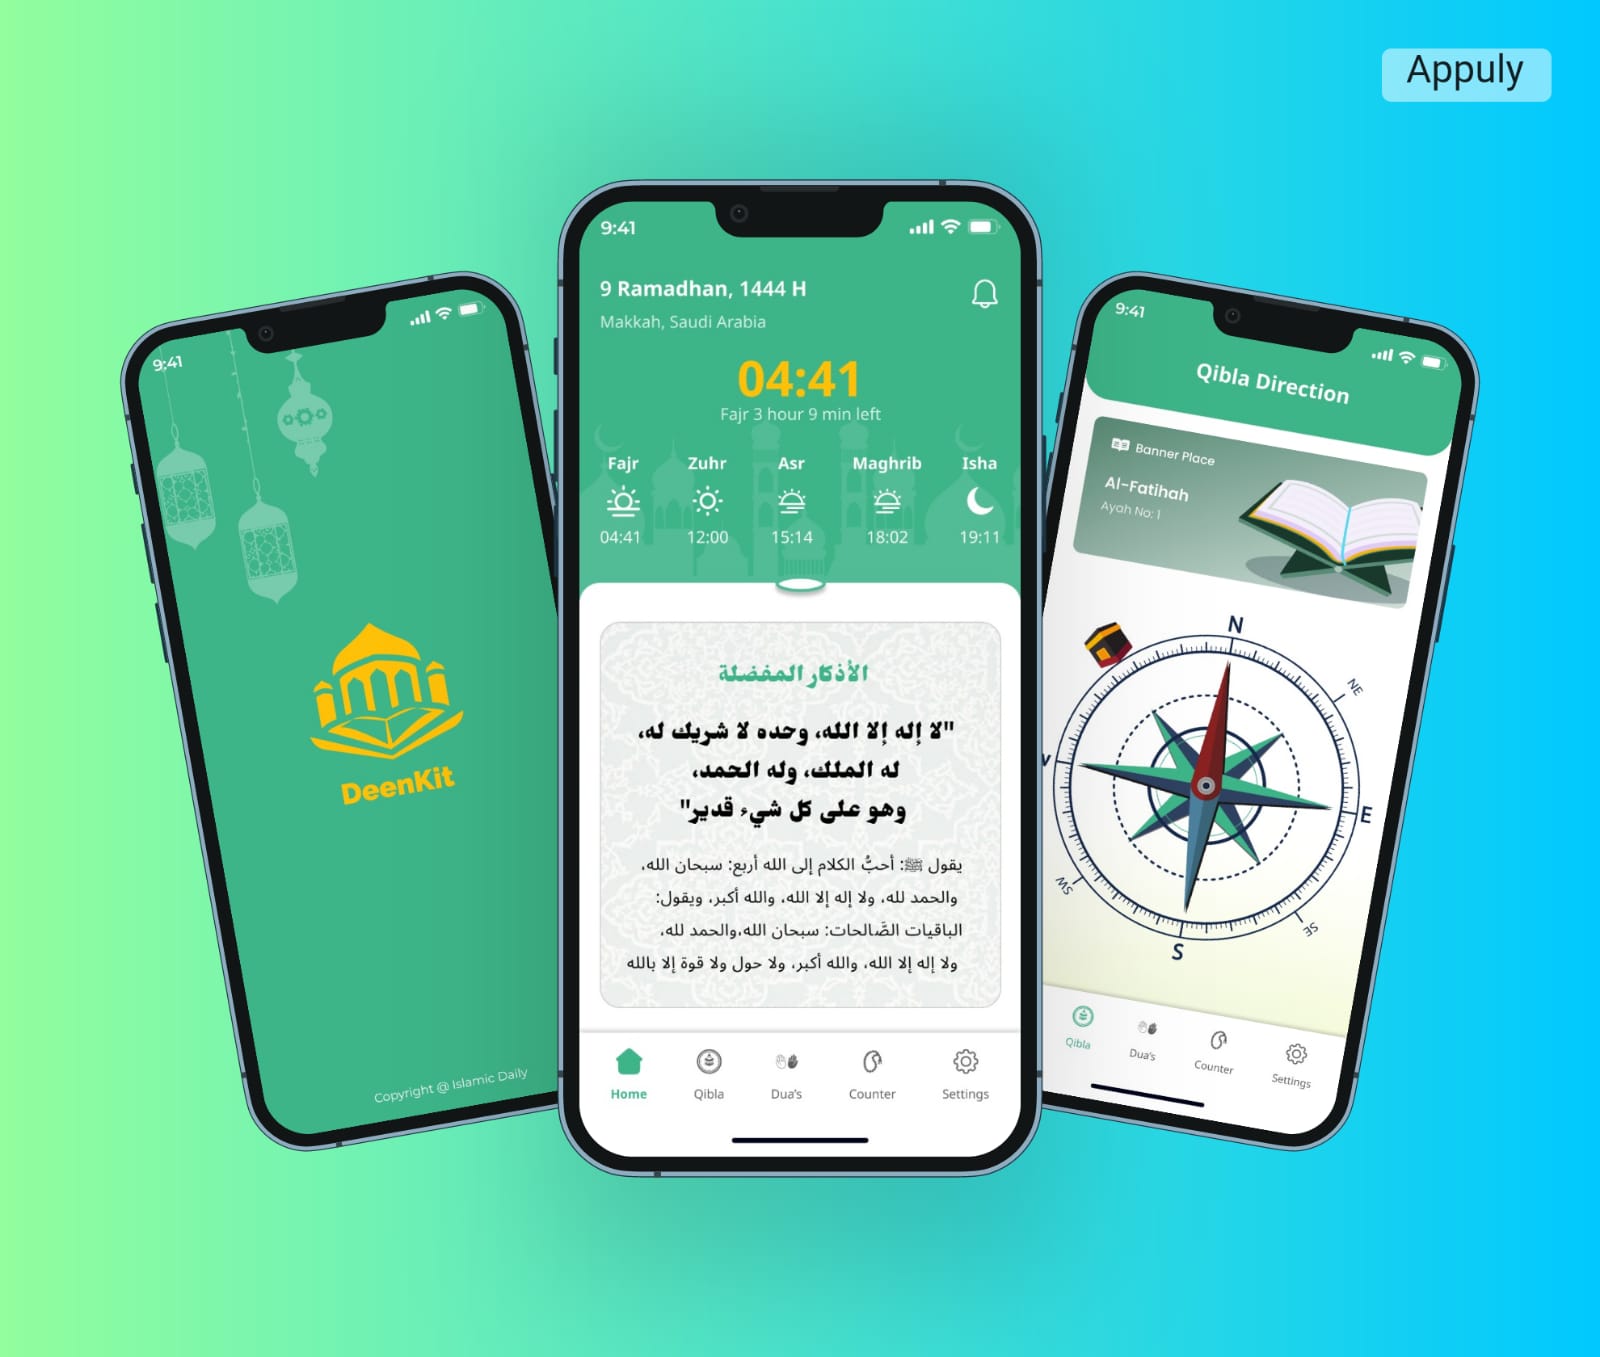 Appuly
9:41
DeenKit
Copyright @ Islamic Daily
9:41
9 Ramadhan, 1444 H
Makkah, Saudi Arabia
04:41
Fajr 3 hour 9 min left
Fajr Zuhr Asr Maghrib Isha
04:41 12:00 15:14 18:02 19:11
الأذكار المفضلة
"لا إله إلا الله، وحده لا شريك له،
له الملك، وله الحمد،
وهو على كل شيء قدير"
يقول ﷺ: أحبُّ الكلام إلى الله أربع: سبحان الله،
والحمد لله، ولا إله إلا الله، والله أكبر، ويقول:
الباقيات الصَّالحات: سبحان الله،والحمد لله،
ولا إله إلا الله، والله أكبر، ولا حول ولا قوة إلا بالله
Home Qibla Dua's Counter Settings
9:41
Qibla Direction
Banner Place
Al-Fatihah
Ayah No: 1
N
NE
E
SE
S
SW
Qibla Dua's Counter Settings